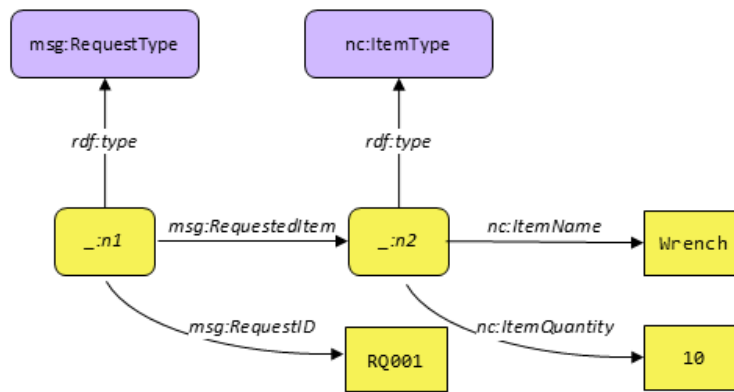 msg:RequestType
nc:ItemType
rdf:type
rdf:type
_:n1
msg:RequestedItem
_:n2
nc:ItemName
Wrench
msg:RequestID
RQ001
nc:ItemQuantity
10